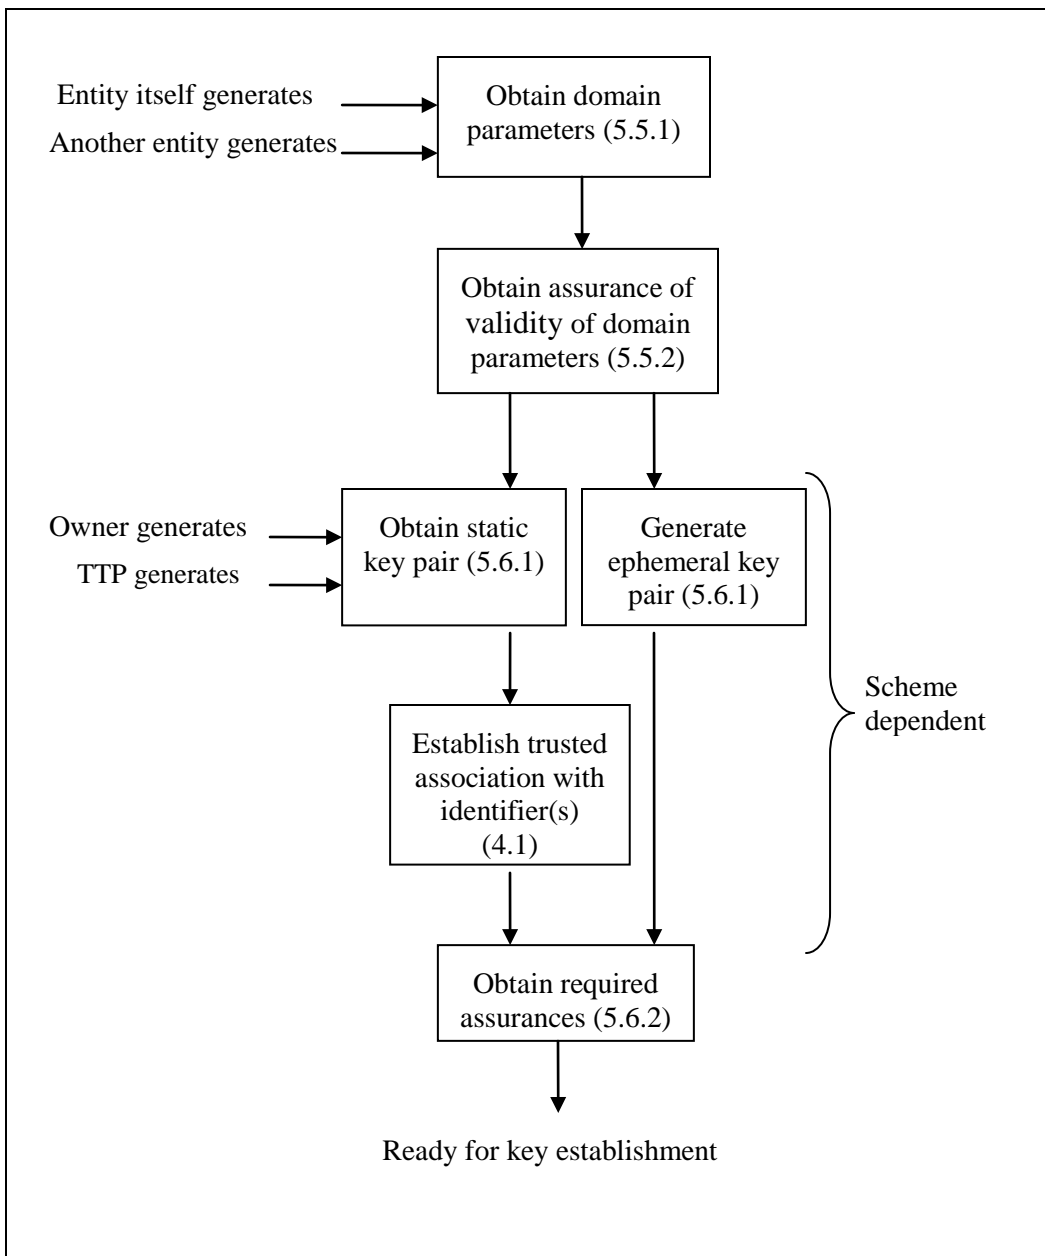 Entity itself generates
Another entity generates
Obtain domain
parameters (5.5.1)
Obtain assurance of
validity of domain
parameters (5.5.2)
Owner generates
TTP generates
Obtain static
key pair (5.6.1)
Generate
ephemeral key
pair (5.6.1)
Scheme
dependent
Establish trusted
association with
identifier(s)
(4.1)
Obtain required
assurances (5.6.2)
Ready for key establishment